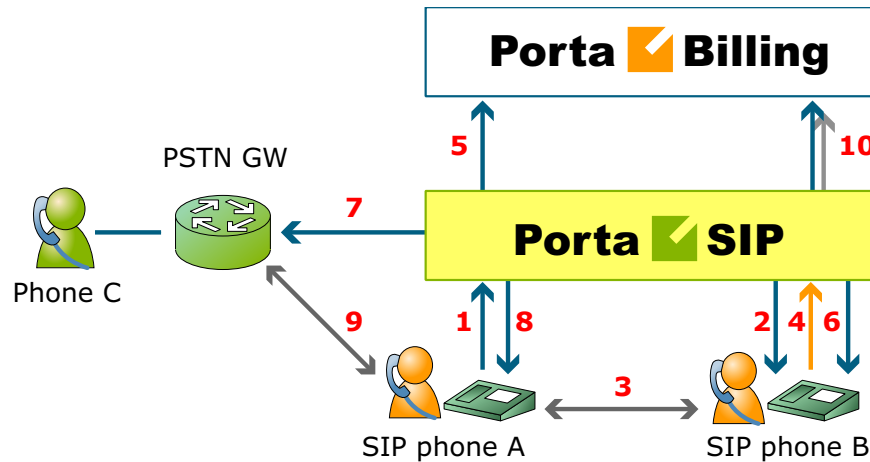 Porta Billing
5
10
PSTN GW
7
Porta SIP
Phone C
9
1
8
2
4
6
3
SIP phone A
SIP phone B